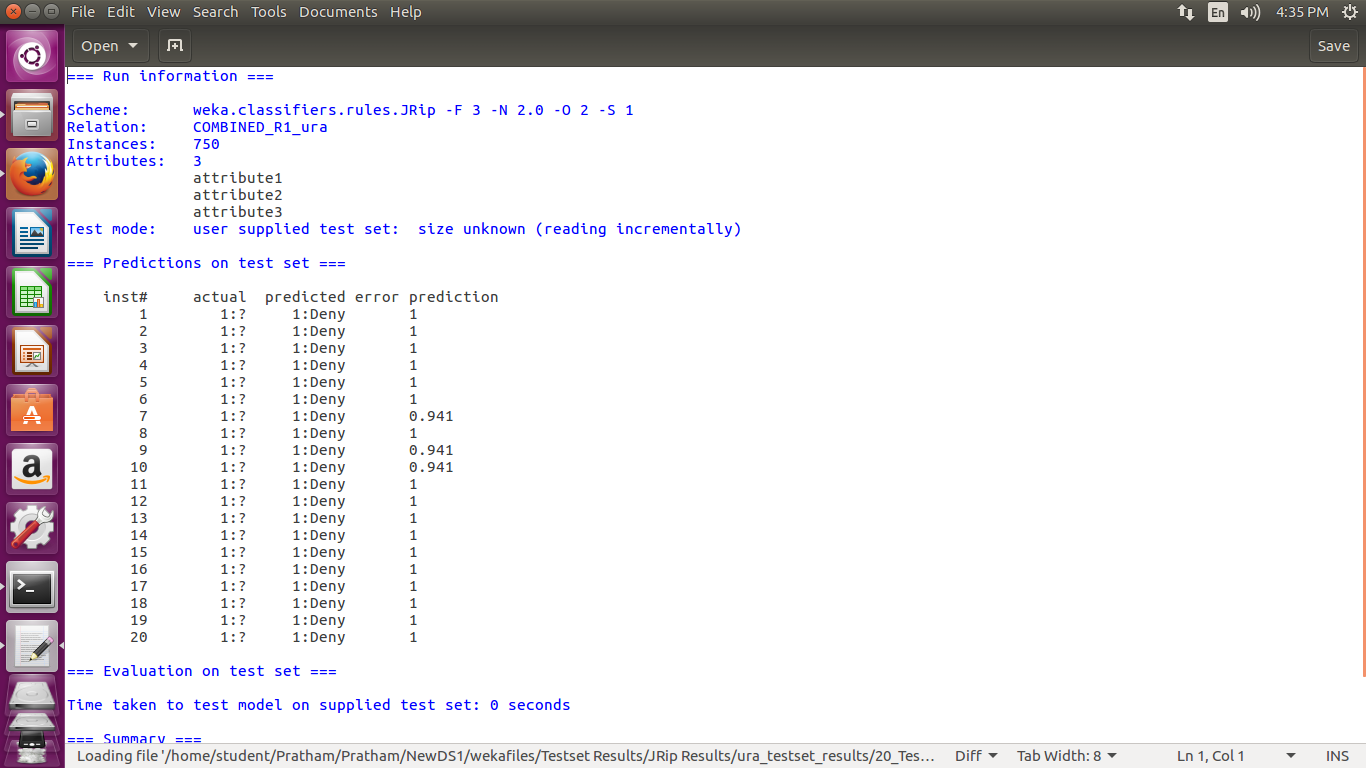 File Edit View Search Tools Documents Help
En 4:35 PM
Open Save
=== Run information ===
Scheme: weka.classifiers.rules.JRip -F 3 -N 2.0 -O 2 -S 1
Relation: COMBINED_R1_ura
Instances: 750
Attributes: 3
attribute1
attribute2
attribute3
Test mode: user supplied test set: size unknown (reading incrementally)
=== Predictions on test set ===
inst# actual predicted error prediction
1 1:? 1:Deny 1
2 1:? 1:Deny 1
3 1:? 1:Deny 1
4 1:? 1:Deny 1
5 1:? 1:Deny 1
6 1:? 1:Deny 1
7 1:? 1:Deny 0.941
8 1:? 1:Deny 1
9 1:? 1:Deny 0.941
10 1:? 1:Deny 0.941
11 1:? 1:Deny 1
12 1:? 1:Deny 1
13 1:? 1:Deny 1
14 1:? 1:Deny 1
15 1:? 1:Deny 1
16 1:? 1:Deny 1
17 1:? 1:Deny 1
18 1:? 1:Deny 1
19 1:? 1:Deny 1
20 1:? 1:Deny 1
=== Evaluation on test set ===
Time taken to test model on supplied test set: 0 seconds
=== Summary ===
Loading file '/home/student/Pratham/Pratham/NewDS1/wekafiles/Testset Results/JRip Results/ura_testset_results/20_Tes... Diff Tab Width: 8 Ln 1, Col 1 INS